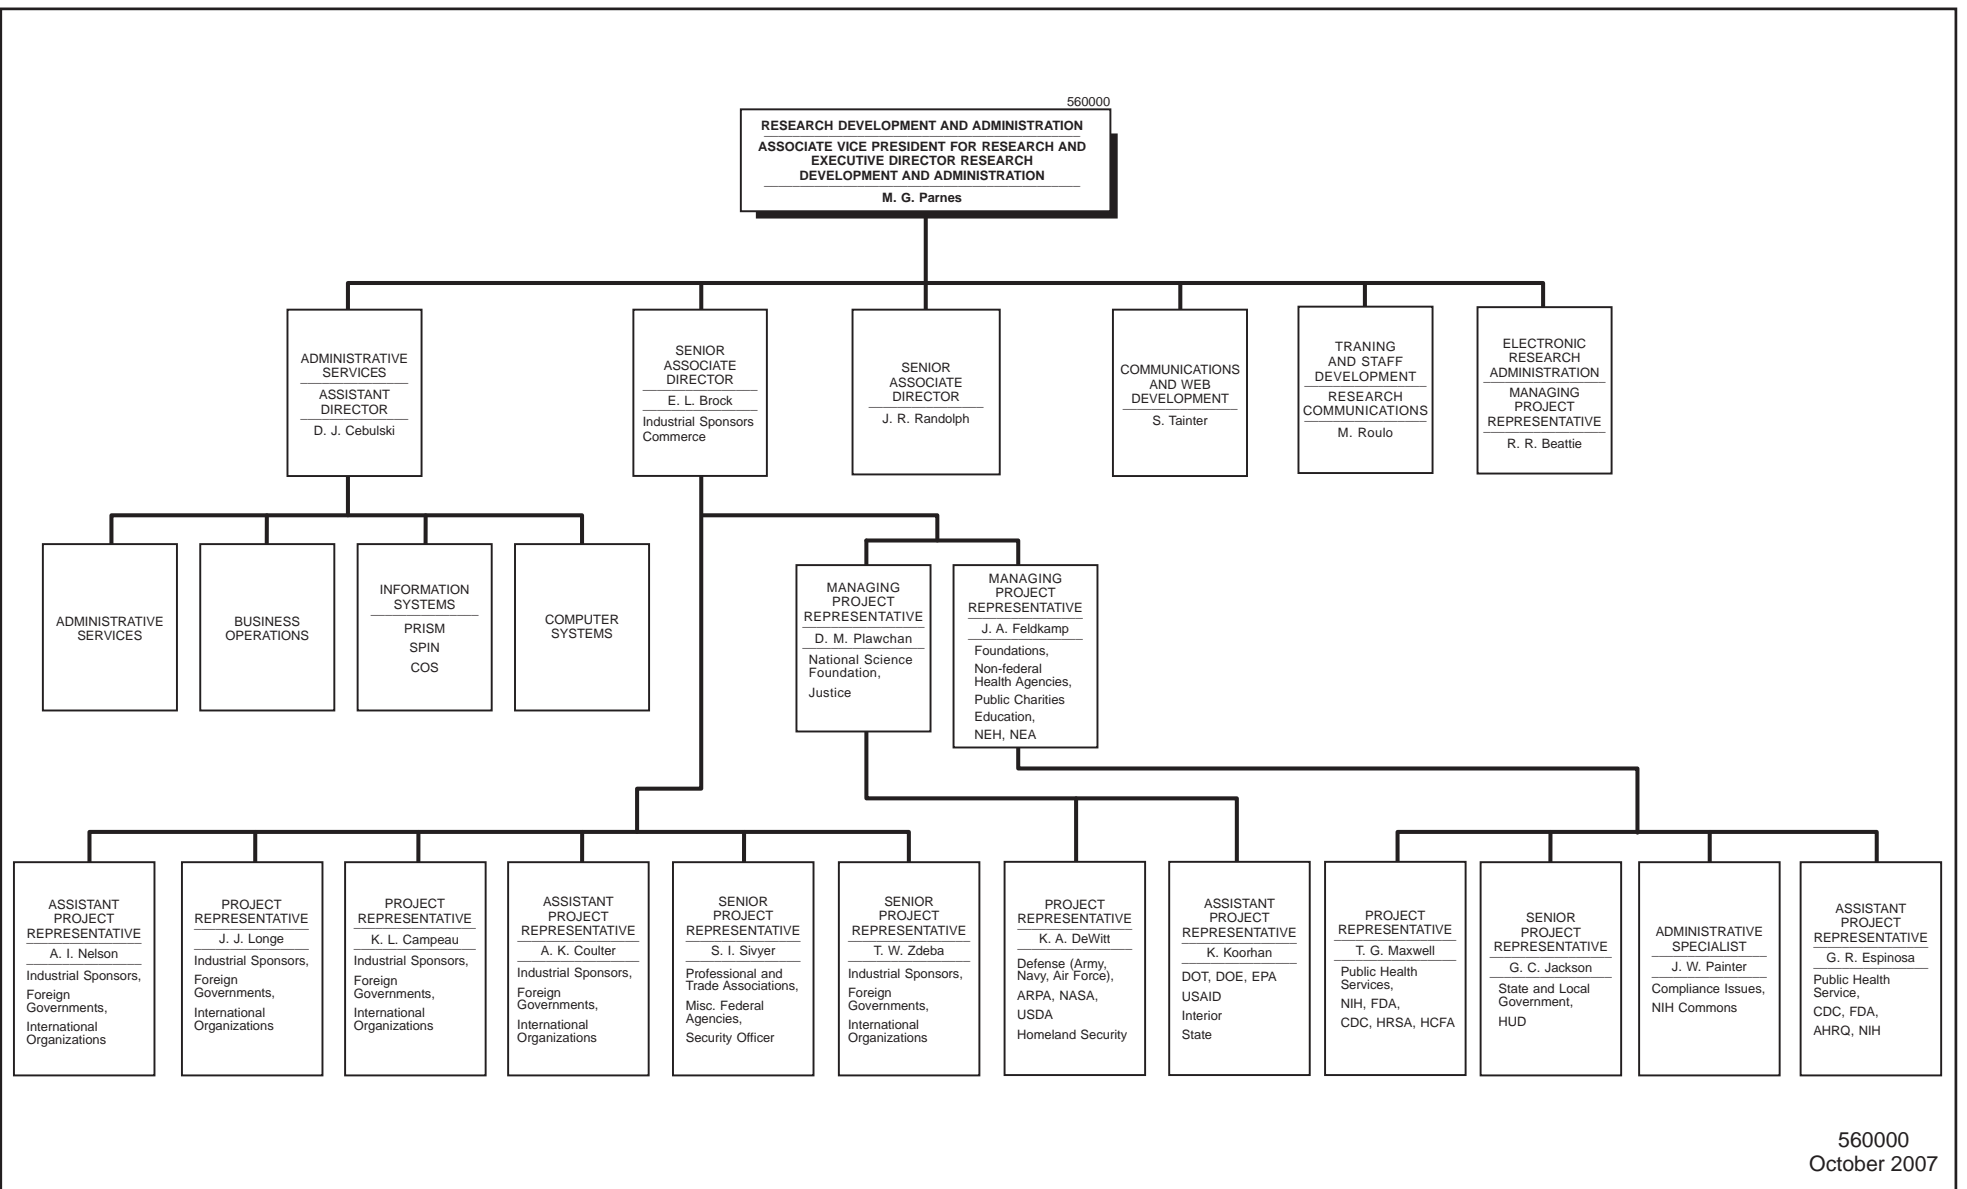 560000
RESEARCH DEVELOPMENT AND ADMINISTRATION
ASSOCIATE VICE PRESIDENT FOR RESEARCH AND
EXECUTIVE DIRECTOR RESEARCH
DEVELOPMENT AND ADMINISTRATION
M. G. Parnes
ADMINISTRATIVE
SERVICES
ASSISTANT
DIRECTOR
D. J. Cebulski
SENIOR
ASSOCIATE
DIRECTOR
E. L. Brock
Industrial Sponsors
Commerce
SENIOR
ASSOCIATE
DIRECTOR
J. R. Randolph
COMMUNICATIONS
AND WEB
DEVELOPMENT
S. Tainter
TRANING
AND STAFF
DEVELOPMENT
RESEARCH
COMMUNICATIONS
M. Roulo
ELECTRONIC
RESEARCH
ADMINISTRATION
MANAGING
PROJECT
REPRESENTATIVE
R. R. Beattie
ADMINISTRATIVE
SERVICES
BUSINESS
OPERATIONS
INFORMATION
SYSTEMS
PRISM
SPIN
COS
COMPUTER
SYSTEMS
MANAGING
PROJECT
REPRESENTATIVE
D. M. Plawchan
National Science
Foundation,
Justice
MANAGING
PROJECT
REPRESENTATIVE
J. A. Feldkamp
Foundations,
Non-federal
Health Agencies,
Public Charities
Education,
NEH, NEA
ASSISTANT
PROJECT
REPRESENTATIVE
A. I. Nelson
Industrial Sponsors,
Foreign
Governments,
International
Organizations
PROJECT
REPRESENTATIVE
J. J. Longe
Industrial Sponsors,
Foreign
Governments,
International
Organizations
PROJECT
REPRESENTATIVE
K. L. Campeau
Industrial Sponsors,
Foreign
Governments,
International
Organizations
ASSISTANT
PROJECT
REPRESENTATIVE
A. K. Coulter
Industrial Sponsors,
Foreign
Governments,
International
Organizations
SENIOR
PROJECT
REPRESENTATIVE
S. I. Sivyer
Professional and
Trade Associations,
Misc. Federal
Agencies,
Security Officer
SENIOR
PROJECT
REPRESENTATIVE
T. W. Zdeba
Industrial Sponsors,
Foreign
Governments,
International
Organizations
PROJECT
REPRESENTATIVE
K. A. DeWitt
Defense (Army,
Navy, Air Force),
ARPA, NASA,
USDA
Homeland Security
ASSISTANT
PROJECT
REPRESENTATIVE
K. Koorhan
DOT, DOE, EPA
USAID
Interior
State
PROJECT
REPRESENTATIVE
T. G. Maxwell
Public Health
Services,
NIH, FDA,
CDC, HRSA, HCFA
SENIOR
PROJECT
REPRESENTATIVE
G. C. Jackson
State and Local
Government,
HUD
ADMINISTRATIVE
SPECIALIST
J. W. Painter
Compliance Issues,
NIH Commons
ASSISTANT
PROJECT
REPRESENTATIVE
G. R. Espinosa
Public Health
Service,
CDC, FDA,
AHRQ, NIH
560000
October 2007